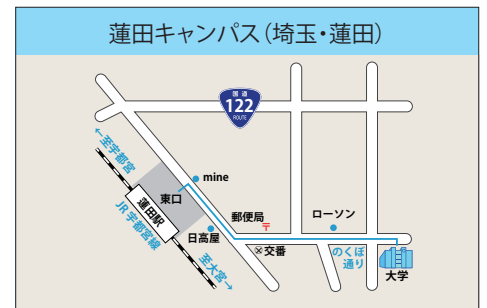 蓮田キャンパス（埼玉・蓮田）
国道
122
ROUTE
←至宇都宮
mine
東口
蓮田駅
JR宇都宮線
郵便局
〒
ローソン
日高屋
交番
のくぼ
通り
至大宮→
大学